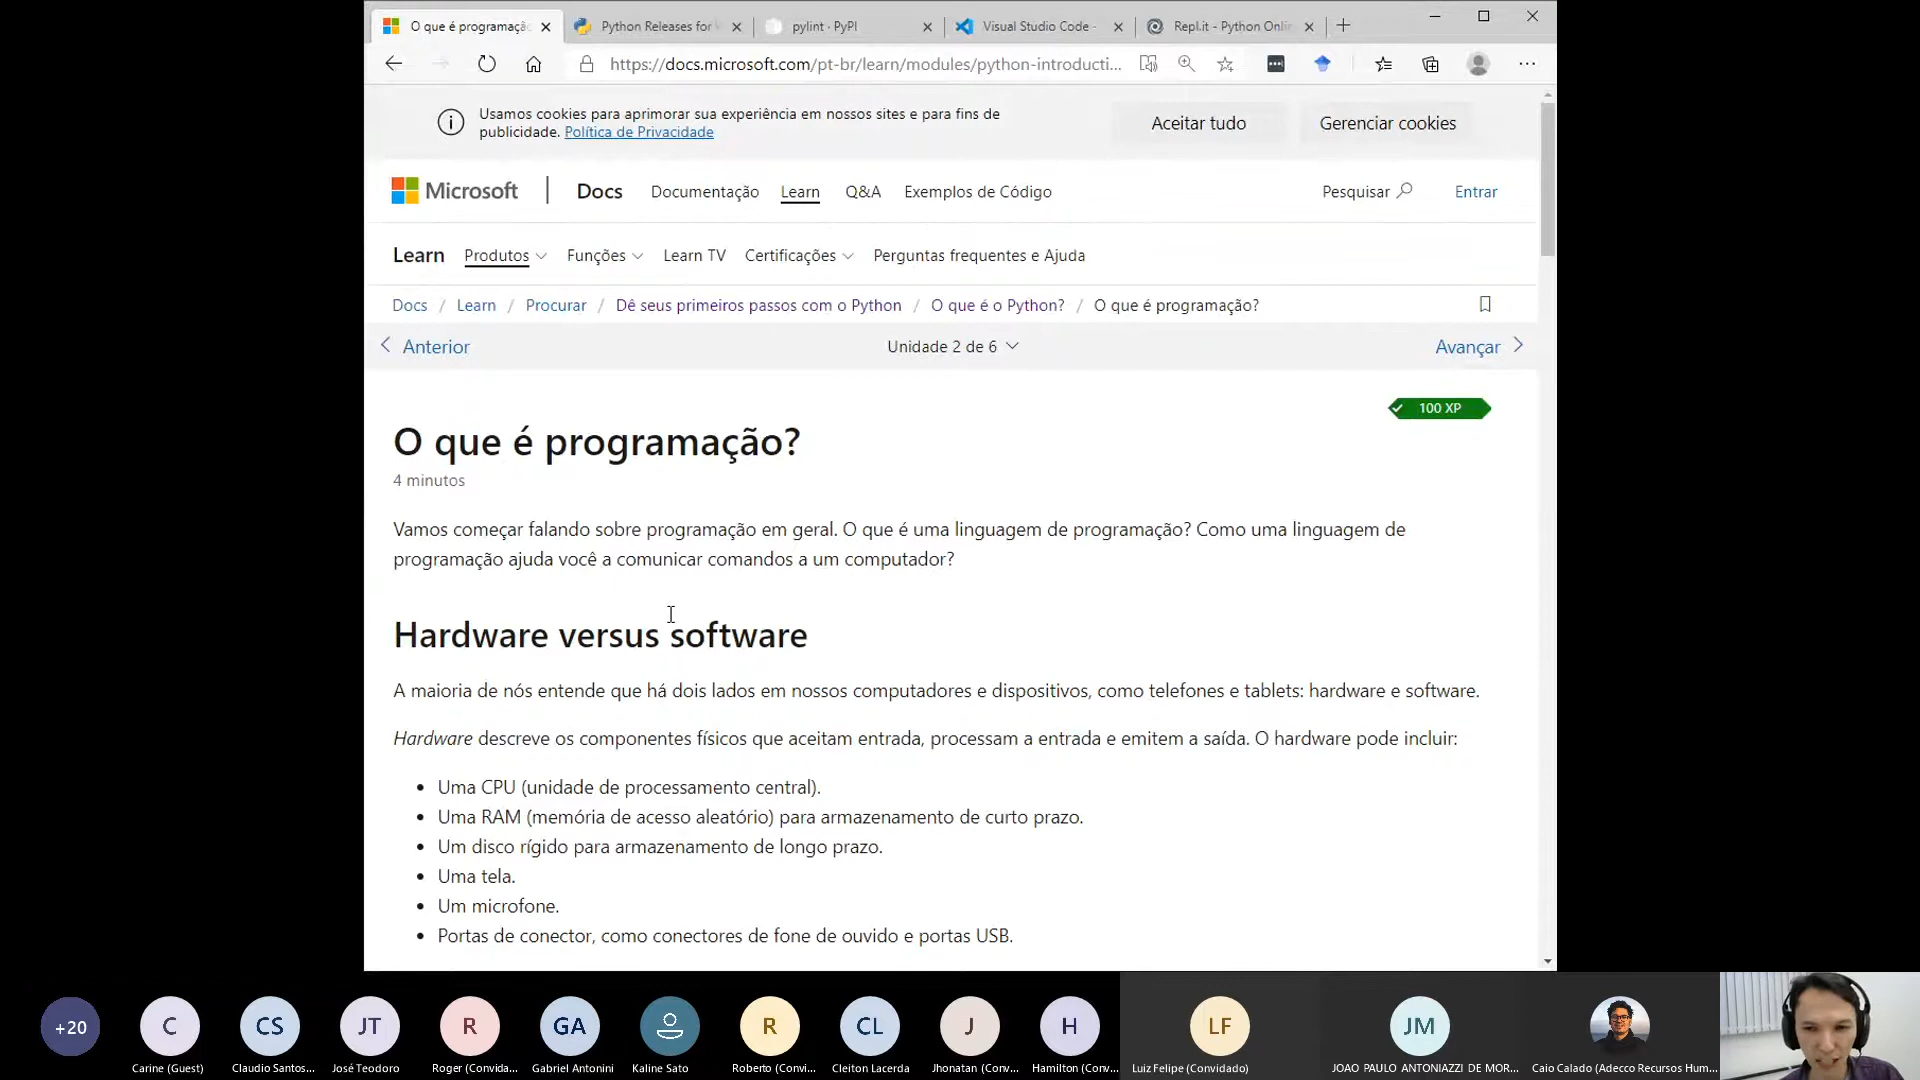 O que é programação
Python Releases for
pylint · PyPI
Visual Studio Code -
Repl.it - Python Onlin
https://docs.microsoft.com/pt-br/learn/modules/python-introducti...
Usamos cookies para aprimorar sua experiência em nossos sites e para fins de
publicidade. Política de Privacidade
Aceitar tudo
Gerenciar cookies
Microsoft
Docs
Documentação
Learn
Q&A
Exemplos de Código
Pesquisar
Entrar
Learn
Produtos
Funções
Learn TV
Certificações
Perguntas frequentes e Ajuda
Docs / Learn / Procurar / Dê seus primeiros passos com o Python / O que é o Python? / O que é programação?
Anterior
Unidade 2 de 6
Avançar
100 XP
O que é programação?
4 minutos
Vamos começar falando sobre programação em geral. O que é uma linguagem de programação? Como uma linguagem de
programação ajuda você a comunicar comandos a um computador?
Hardware versus software
A maioria de nós entende que há dois lados em nossos computadores e dispositivos, como telefones e tablets: hardware e software.
Hardware descreve os componentes físicos que aceitam entrada, processam a entrada e emitem a saída. O hardware pode incluir:
• Uma CPU (unidade de processamento central).
• Uma RAM (memória de acesso aleatório) para armazenamento de curto prazo.
• Um disco rígido para armazenamento de longo prazo.
• Uma tela.
• Um microfone.
• Portas de conector, como conectores de fone de ouvido e portas USB.
+20
C
CS
JT
R
GA
R
CL
J
H
LF
JM
Carine (Guest)
Claudio Santos...
José Teodoro
Roger (Convida...
Gabriel Antonini
Kaline Sato
Roberto (Convi...
Cleiton Lacerda
Jhonatan (Conv...
Hamilton (Conv...
Luiz Felipe (Convidado)
JOAO PAULO ANTONIAZZI DE MOR...
Caio Calado (Adecco Recursos Hum...